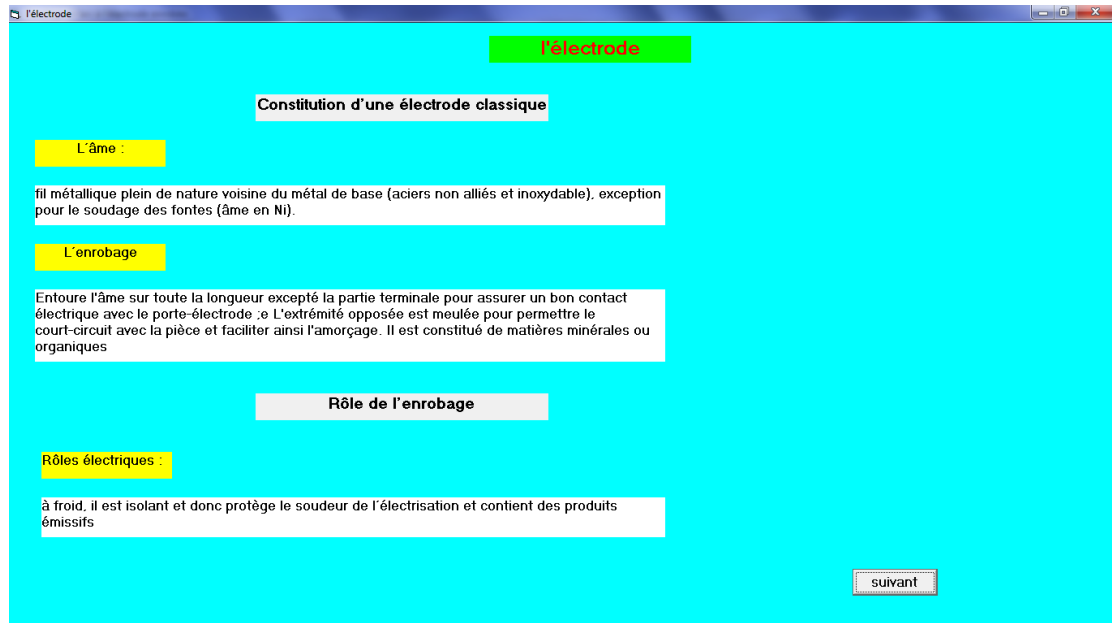 l'électrode
l'électrode
Constitution d'une électrode classique
L'âme :
fil métallique plein de nature voisine du métal de base (aciers non alliés et inoxydable), exception
pour le soudage des fontes (âme en Ni).
L'enrobage
Entoure l'âme sur toute la longueur excepté la partie terminale pour assurer un bon contact
électrique avec le porte-électrode ;e L'extrémité opposée est meulée pour permettre le
court-circuit avec la pièce et faciliter ainsi l'amorçage. Il est constitué de matières minérales ou
organiques
Rôle de l'enrobage
Rôles électriques :
à froid, il est isolant et donc protège le soudeur de l'électrisation et contient des produits
émissifs
suivant